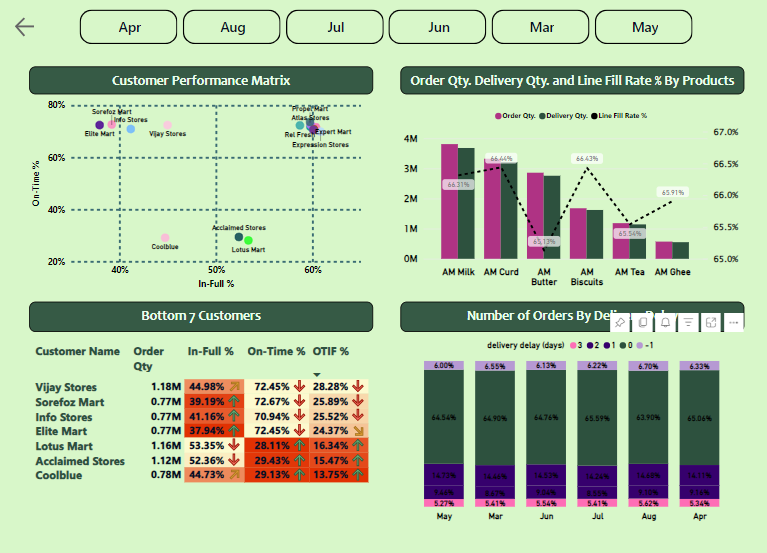 Apr Aug Jul Jun Mar May
Customer Performance Matrix
80%
60%
40%
20%
On-Time %
Sorefoz Mart
Info Stores
Elite Mart
Vijay Stores
Atlas Stores
Expert Mart
Expression Stores
Acclaimed Stores
Coolblue
Lotus Mart
40% 50% 60%
In-Full %
Order Qty. Delivery Qty. and Line Fill Rate % By Products
Order Qty. Delivery Qty. Line Fill Rate %
4M
3M
2M
1M
0M
67.0%
66.5%
66.0%
65.5%
65.0%
66.31% 66.44% 65.13% 66.43% 65.54% 65.91%
AM Milk AM Curd AM Butter AM Biscuits AM Tea AM Ghee
Bottom 7 Customers
Customer Name Order Qty In-Full % On-Time % OTIF %
Vijay Stores 1.18M 44.98% 72.45% 28.28%
Sorefoz Mart 0.77M 39.19% 72.67% 25.89%
Info Stores 0.77M 41.16% 70.94% 25.52%
Elite Mart 0.77M 37.94% 72.45% 24.37%
Lotus Mart 1.16M 53.35% 28.11% 16.34%
Acclaimed Stores 1.12M 52.36% 29.43% 15.47%
Coolblue 0.78M 44.73% 29.13% 13.75%
Number of Orders By
delivery delay (days) 3 2 1 0 -1
6.00% 6.55% 6.13% 6.22% 6.70% 6.33%
64.54% 64.90% 64.76% 65.59% 63.90% 65.06%
5.27% 5.41% 5.54% 5.41% 5.62% 5.34%
May Mar Jun Jul Aug Apr